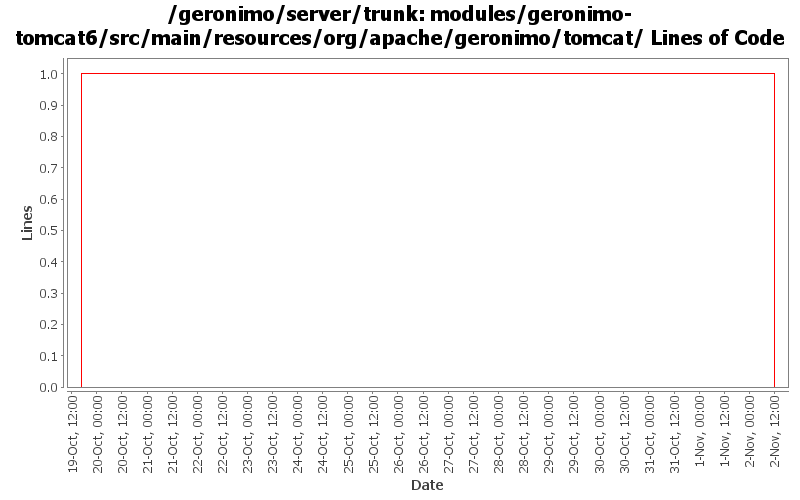 /geronimo/server/trunk: modules/geronimo-
tomcat6/src/main/resources/org/apache/geronimo/tomcat/ Lines of Code
1.0
0.9
0.8
0.7
0.6
0.5
0.4
0.3
0.2
0.1
0.0
Lines
19-Oct, 12:00
20-Oct, 00:00
20-Oct, 12:00
21-Oct, 00:00
21-Oct, 12:00
22-Oct, 00:00
22-Oct, 12:00
23-Oct, 00:00
23-Oct, 12:00
24-Oct, 00:00
24-Oct, 12:00
25-Oct, 00:00
25-Oct, 12:00
26-Oct, 00:00
26-Oct, 12:00
27-Oct, 00:00
27-Oct, 12:00
28-Oct, 00:00
28-Oct, 12:00
29-Oct, 00:00
29-Oct, 12:00
30-Oct, 00:00
30-Oct, 12:00
31-Oct, 00:00
31-Oct, 12:00
1-Nov, 00:00
1-Nov, 12:00
2-Nov, 00:00
2-Nov, 12:00
Date